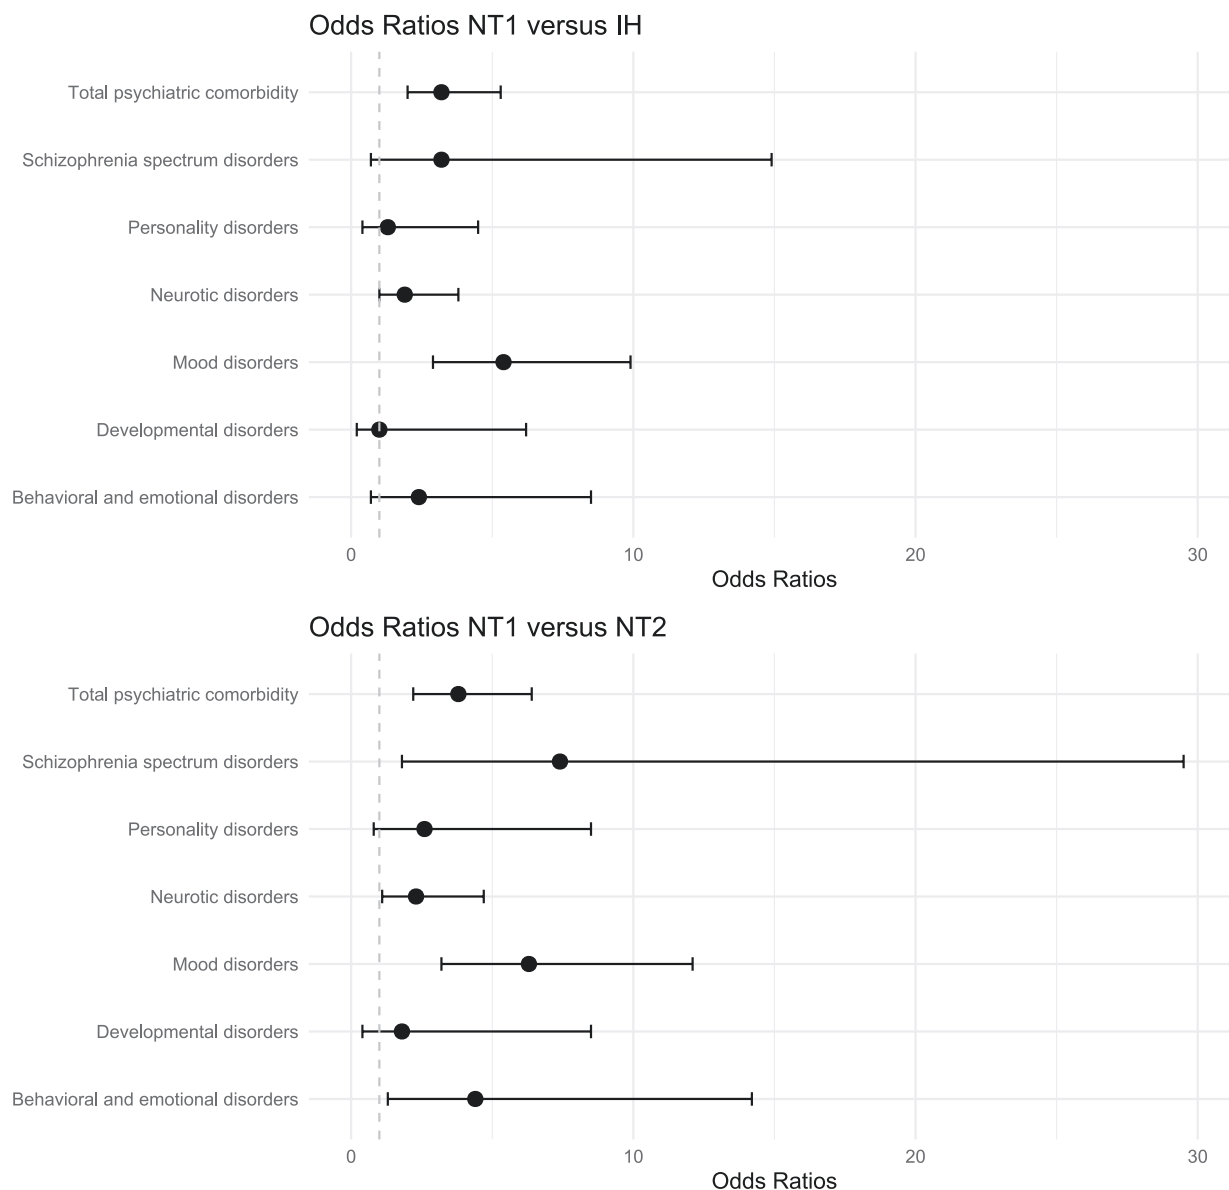 Odds Ratios NT1 versus IH
Total psychiatric comorbidity
Schizophrenia spectrum disorders
Personality disorders
Neurotic disorders
Mood disorders
Developmental disorders
Behavioral and emotional disorders
0 10 20 30
Odds Ratios
Odds Ratios NT1 versus NT2
Total psychiatric comorbidity
Schizophrenia spectrum disorders
Personality disorders
Neurotic disorders
Mood disorders
Developmental disorders
Behavioral and emotional disorders
0 10 20 30
Odds Ratios